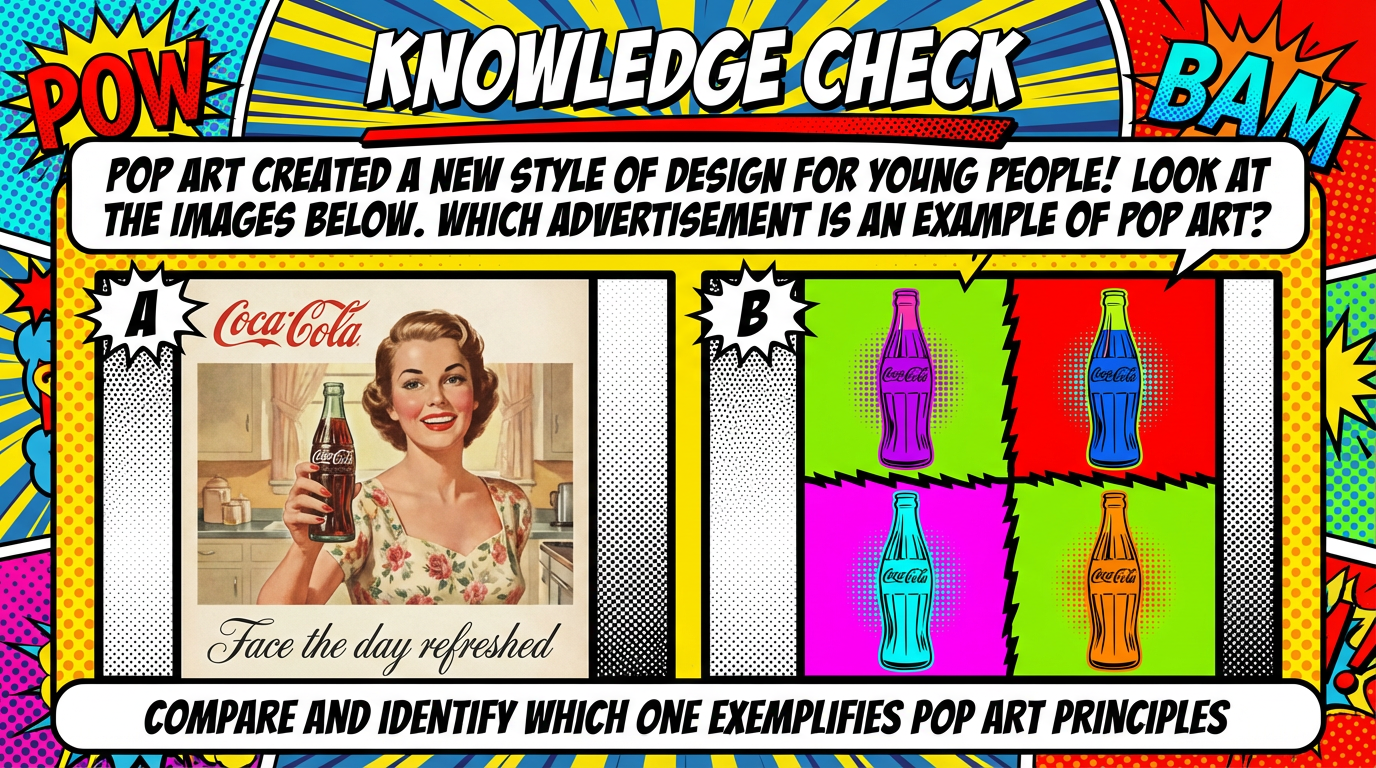 POW
KNOWLEDGE CHECK
BAM
POP ART CREATED A NEW STYLE OF DESIGN FOR YOUNG PEOPLE! LOOK AT
THE IMAGES BELOW. WHICH ADVERTISEMENT IS AN EXAMPLE OF POP ART?
A
Coca-Cola
Coca-Cola
Face the day refreshed
B
Coca-Cola
Coca-Cola
Coca-Cola
Coca-Cola
COMPARE AND IDENTIFY WHICH ONE EXEMPLIFIES POP ART PRINCIPLES